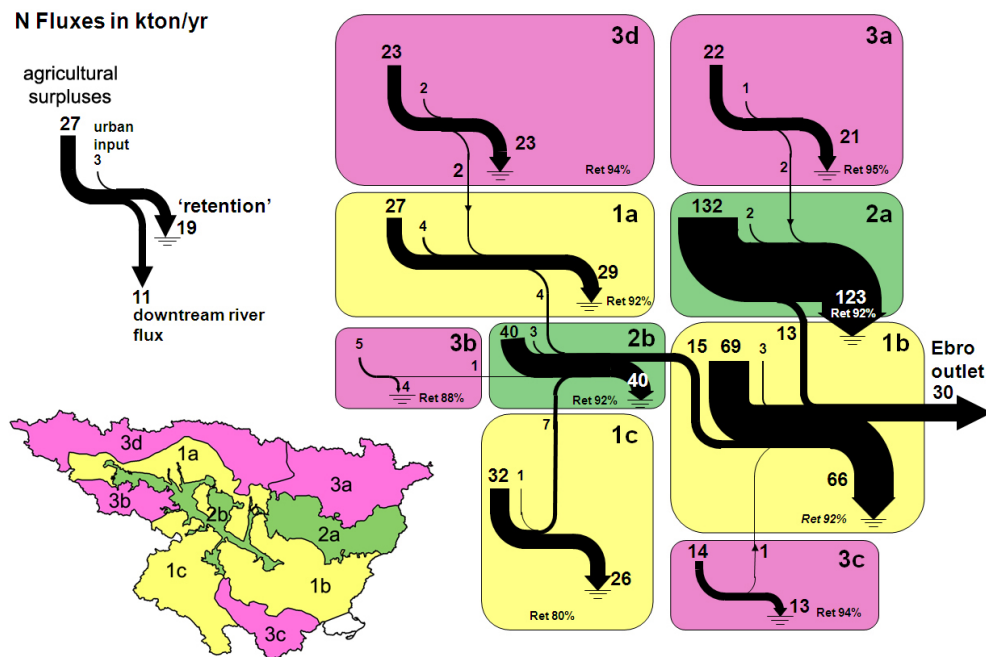 N Fluxes in kton/yr
agricultural
surpluses
27
urban
input
3
'retention'
19
11
downtream river
flux
3d
23
2
23
2
Ret 94%
3a
22
1
21
2
Ret 95%
1a
27
4
29
4
Ret 92%
2a
132
2
123
Ret 92%
13
3b
5
4
1
Ret 88%
2b
40
3
40
Ret 92%
1b
15
69
3
66
Ret 92%
Ebro
outlet
30
1c
7
32
1
26
Ret 80%
3c
14
1
13
Ret 94%
3d
1a
3a
3b
2b
2a
1c
1b
3c